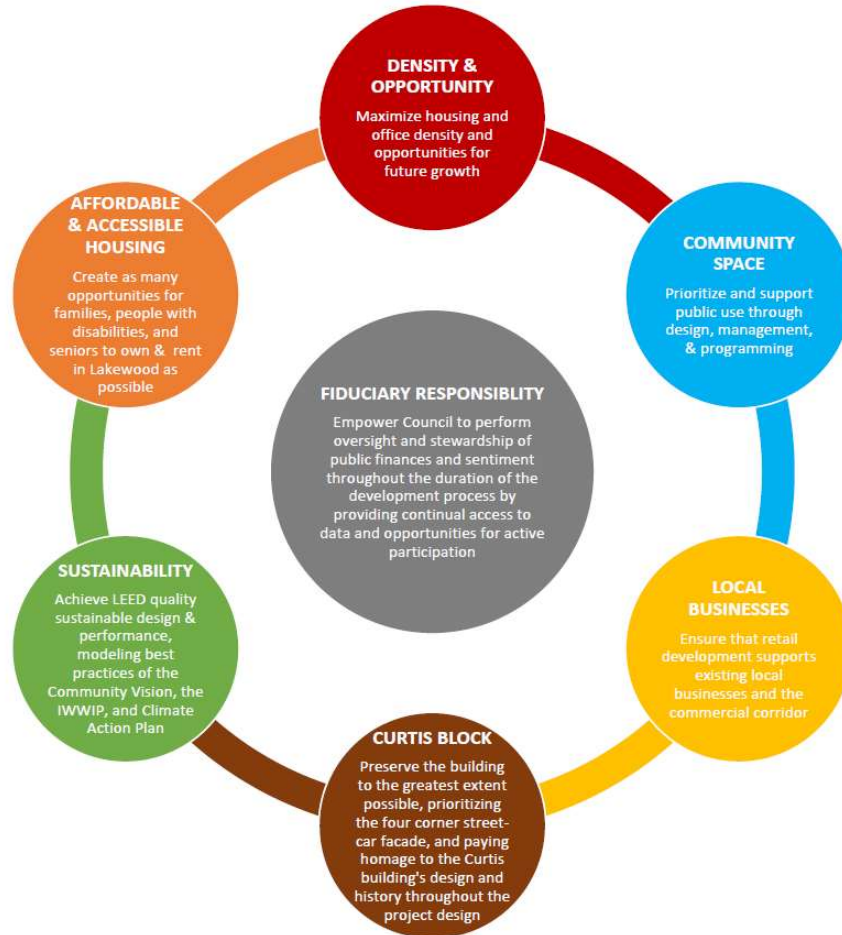 DENSITY &
OPPORTUNITY
Maximize housing and
office density and
opportunities for
future growth
AFFORDABLE
& ACCESSIBLE
HOUSING
Create as many
opportunities for
families, people with
disabilities, and
seniors to own & rent
in Lakewood as
possible
COMMUNITY
SPACE
Prioritize and support
public use through
design, management,
& programming
FIDUCIARY RESPONSIBLITY
Empower Council to perform
oversight and stewardship of
public finances and sentiment
throughout the duration of the
development process by
providing continual access to
data and opportunities for active
participation
SUSTAINABILITY
Achieve LEED quality
sustainable design &
performance,
modeling best
practices of the
Community Vision, the
IWWIP, and Climate
Action Plan
LOCAL
BUSINESSES
Ensure that retail
development supports
existing local
businesses and the
commercial corridor
CURTIS BLOCK
Preserve the building
to the greatest extent
possible, prioritizing
the four corner street-
car facade, and paying
homage to the Curtis
building's design and
history throughout the
project design